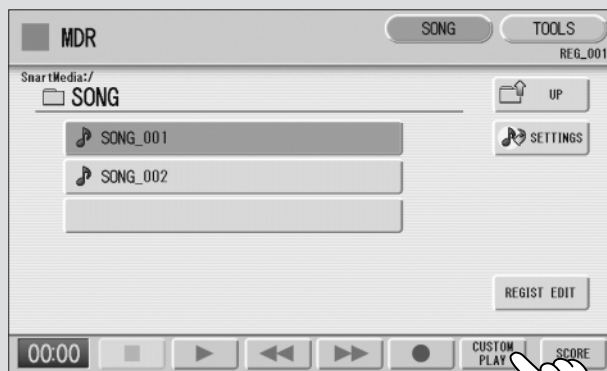 MDR
SONG
TOOLS
REG_001
SmartMedia:/
SONG
UP
SONG_001
SETTINGS
SONG_002
REGIST EDIT
00:00
CUSTOM
PLAY
SCORE